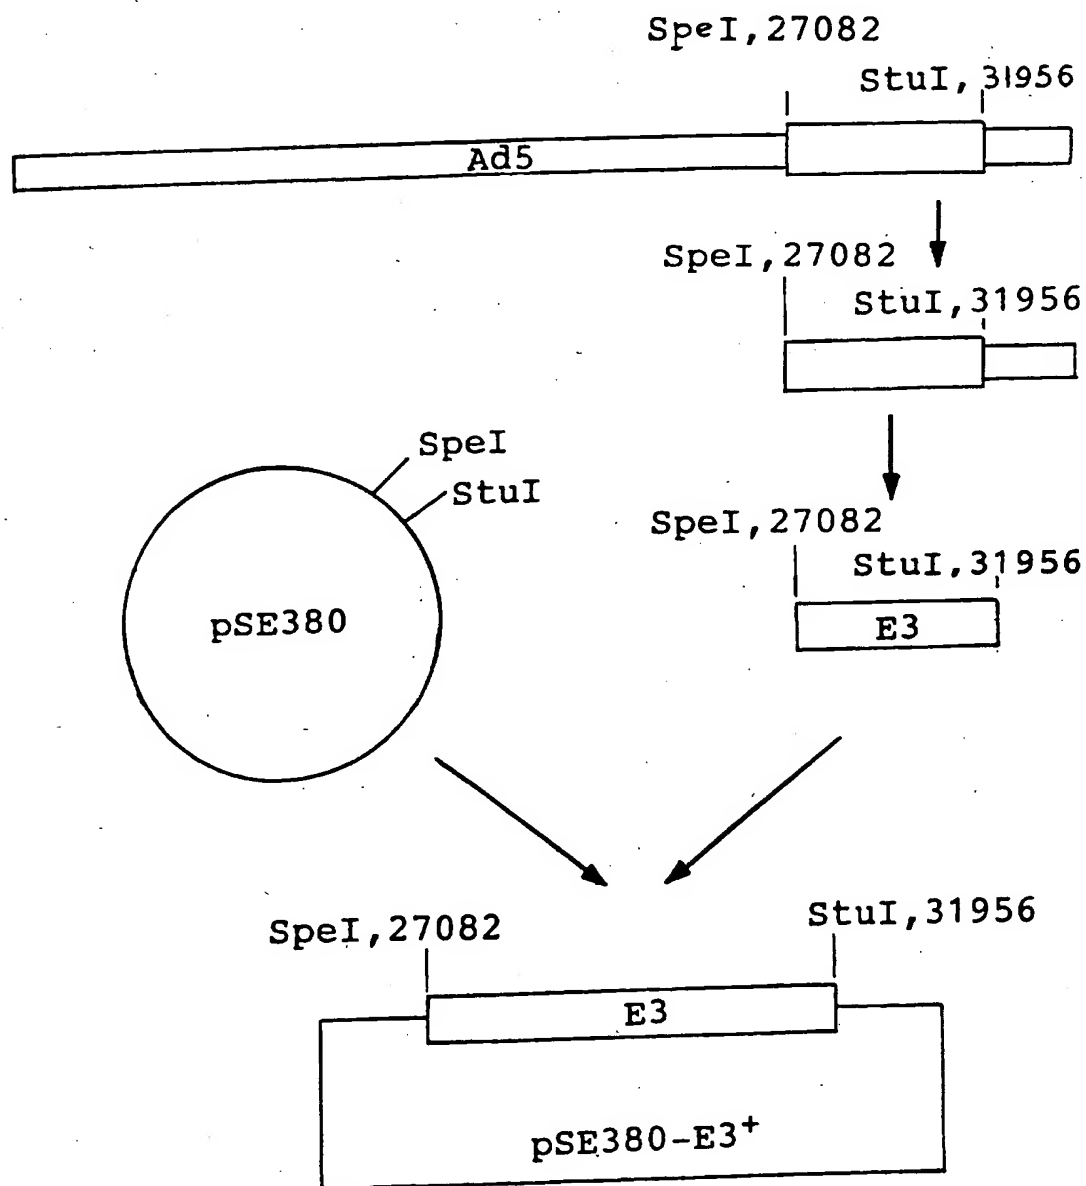 SpeI,27082
StuI,31956
Ad5
SpeI,27082
StuI,31956
SpeI
StuI
pSE380
SpeI,27082
StuI,31956
E3
SpeI,27082
StuI,31956
E3
pSE380-E3+